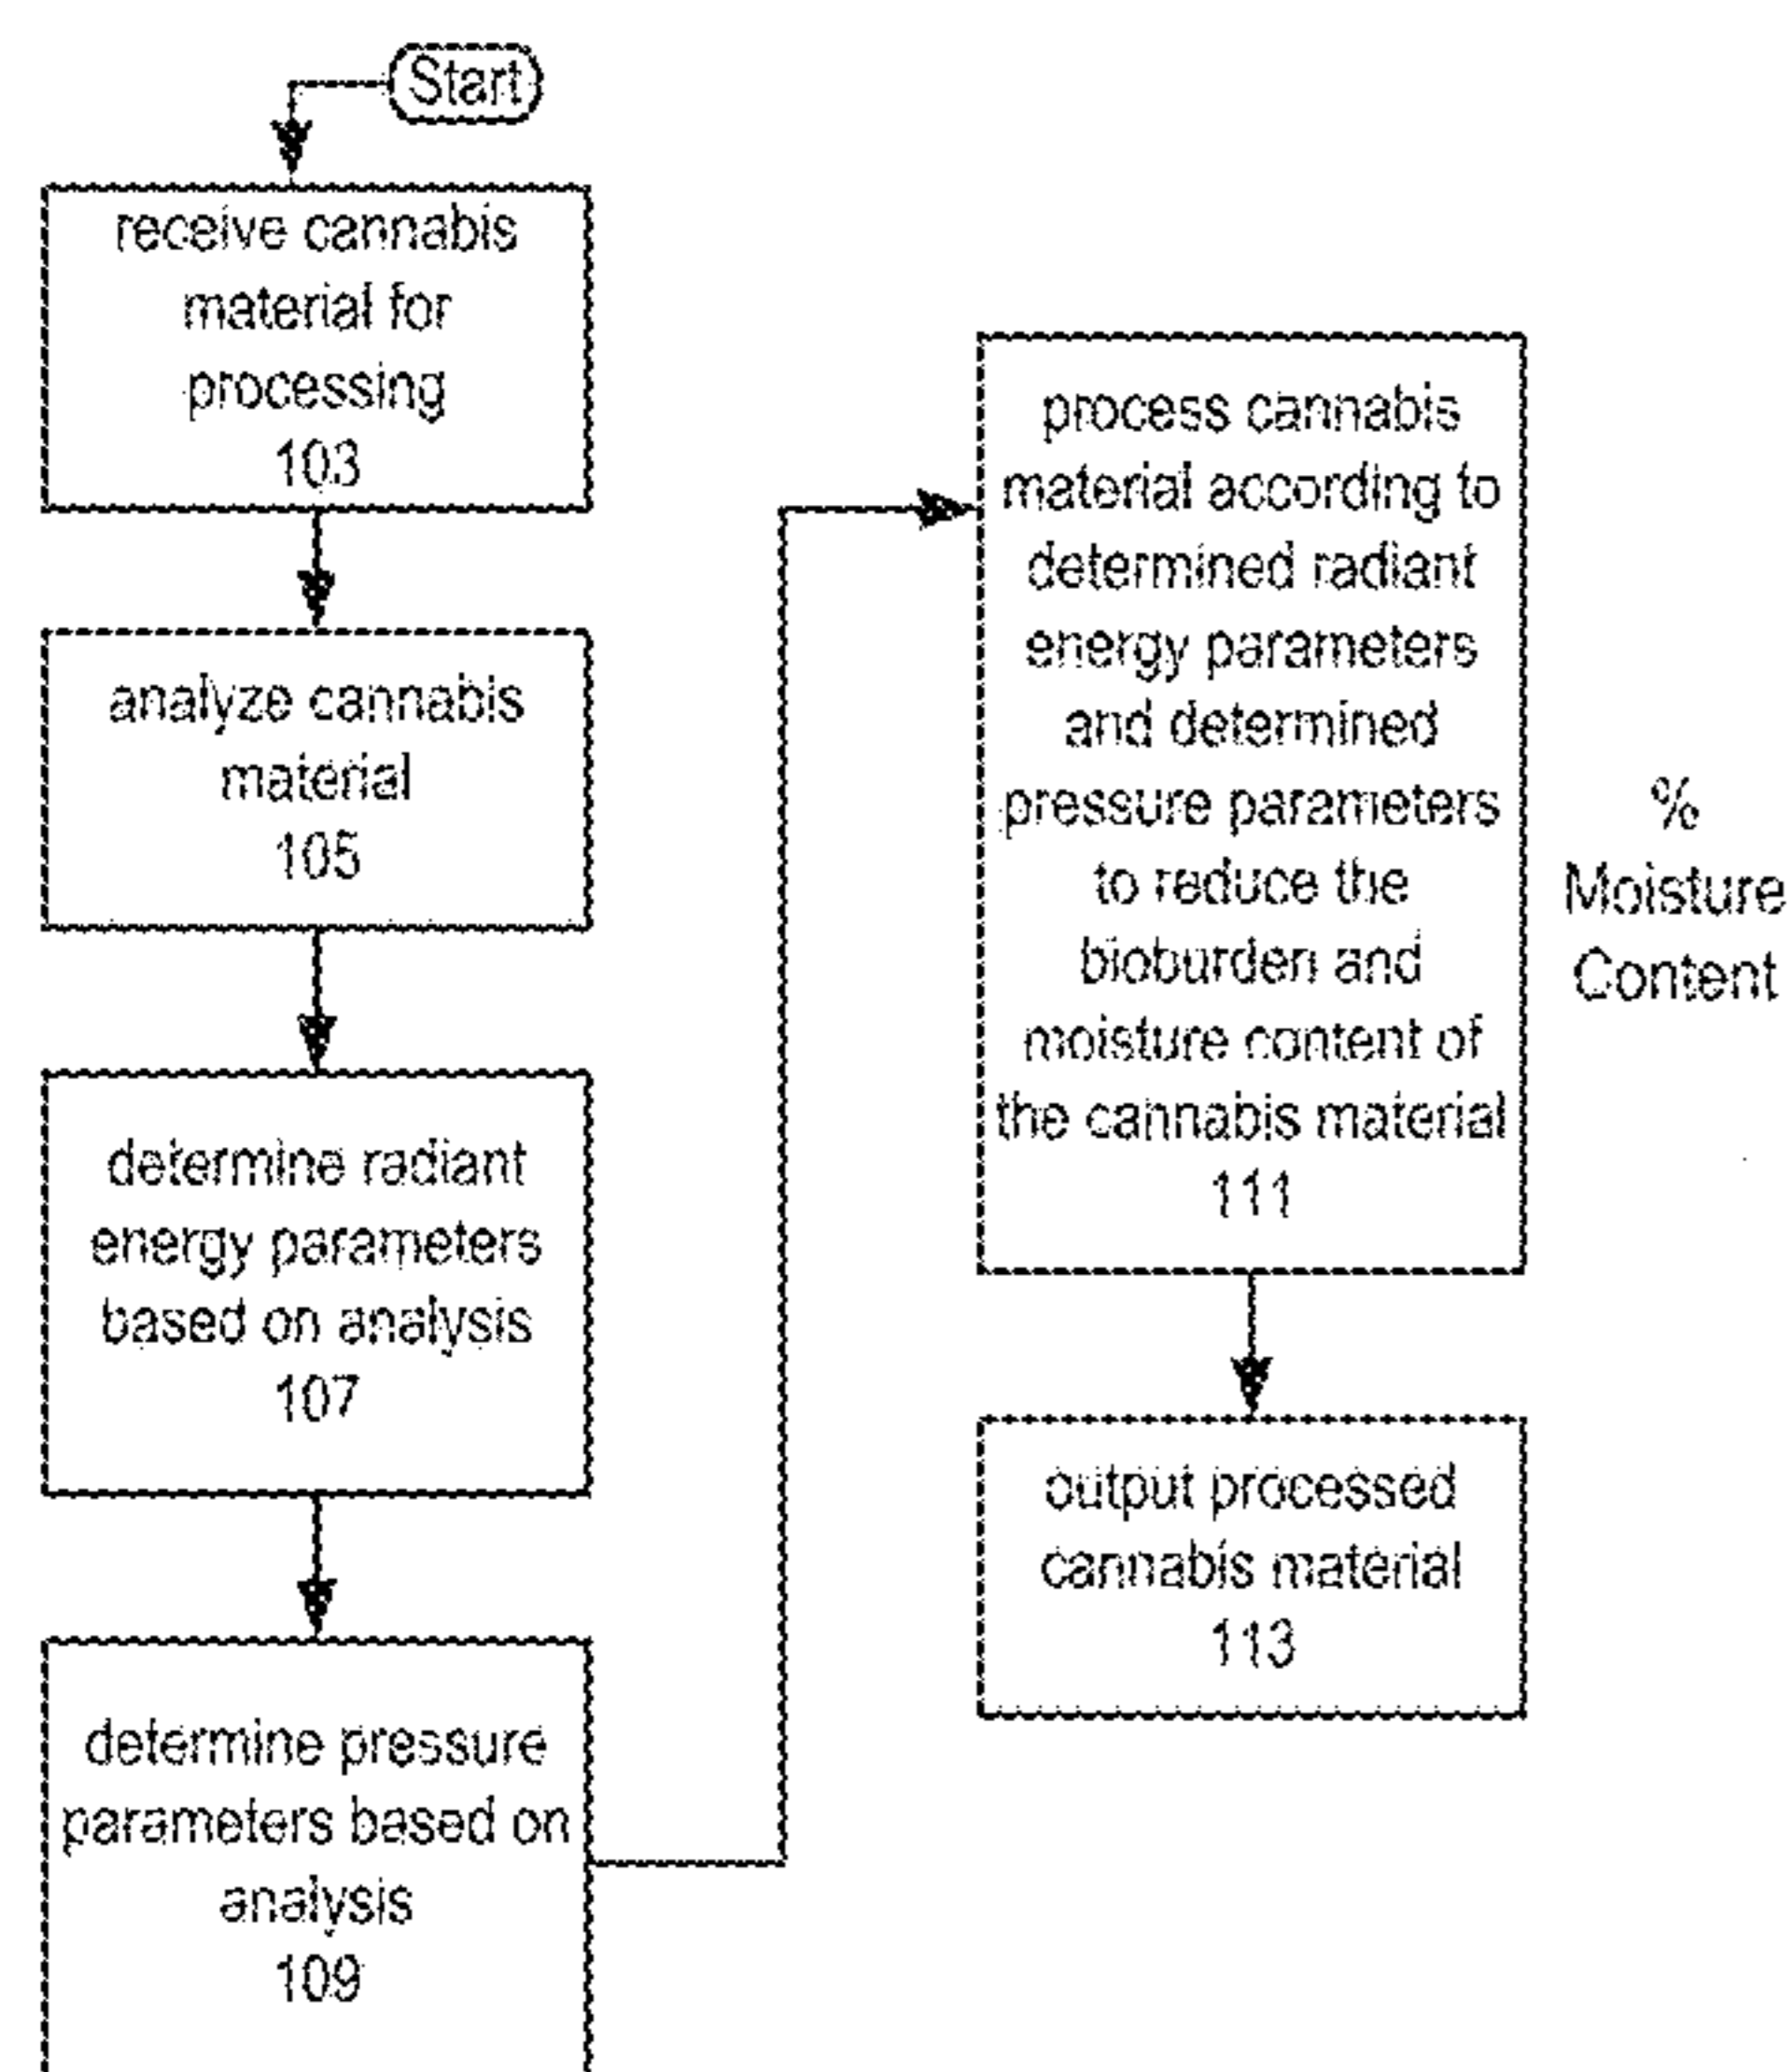 Start
receive cannabis
material for
processing
103
analyze cannabis
material
105
determine radiant
energy parameters
based on analysis
107
determine pressure
parameters based on
analysis
109
process cannabis
material according to
determined radiant
energy parameters
and determined
pressure parameters
to reduce the
bioburden and
moisture content of
the cannabis material
111
output processed
cannabis material
113
%
Moisture
Content